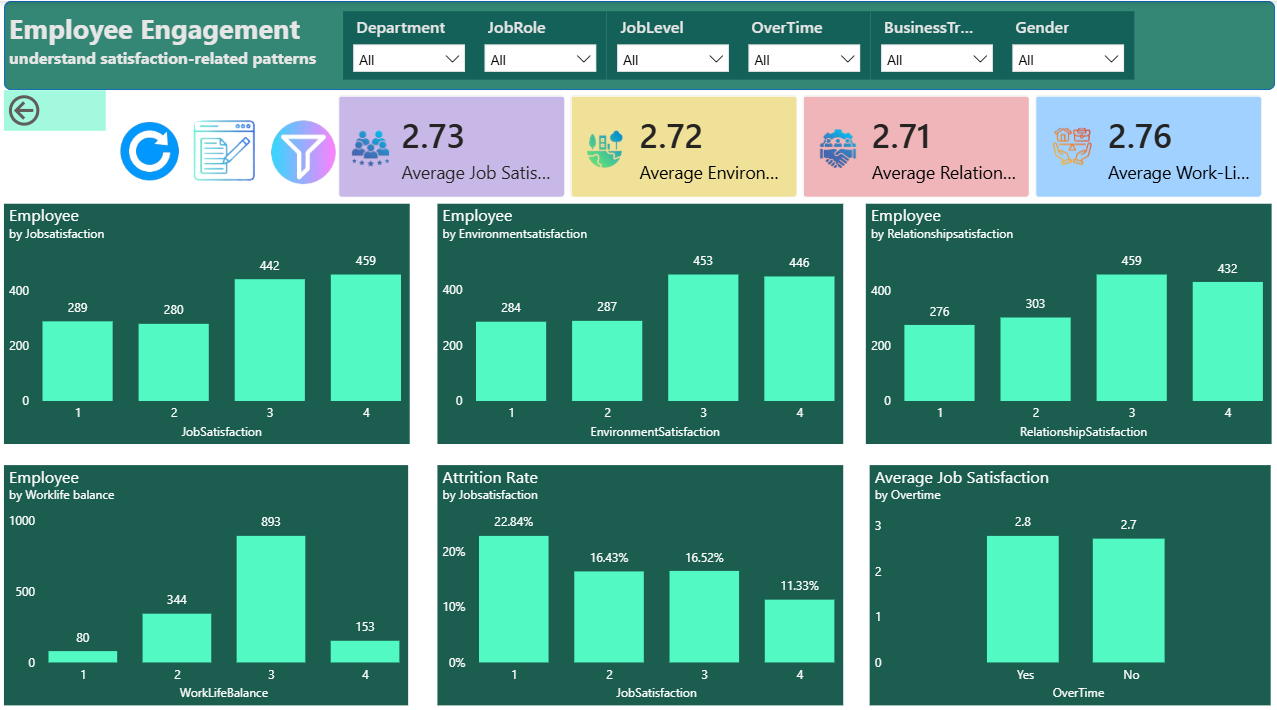 Employee Engagement
understand satisfaction-related patterns
Department JobRole JobLevel OverTime BusinessTr... Gender
All All All All All All
2.73
Average Job Satis...
2.72
Average Environ...
2.71
Average Relation...
2.76
Average Work-Li...
Employee
by Jobsatisfaction
400
200
0
289 280 442 459
1 2 3 4
JobSatisfaction
Employee
by Environmentsatisfaction
400
200
0
284 287 453 446
1 2 3 4
EnvironmentSatisfaction
Employee
by Relationshipsatisfaction
400
200
0
276 303 459 432
1 2 3 4
RelationshipSatisfaction
Employee
by Worklife balance
1000
500
0
80 344 893 153
1 2 3 4
WorkLifeBalance
Attrition Rate
by Jobsatisfaction
20%
10%
0%
22.84% 16.43% 16.52% 11.33%
1 2 3 4
JobSatisfaction
Average Job Satisfaction
by Overtime
3
2
1
0
2.8 2.7
Yes No
OverTime